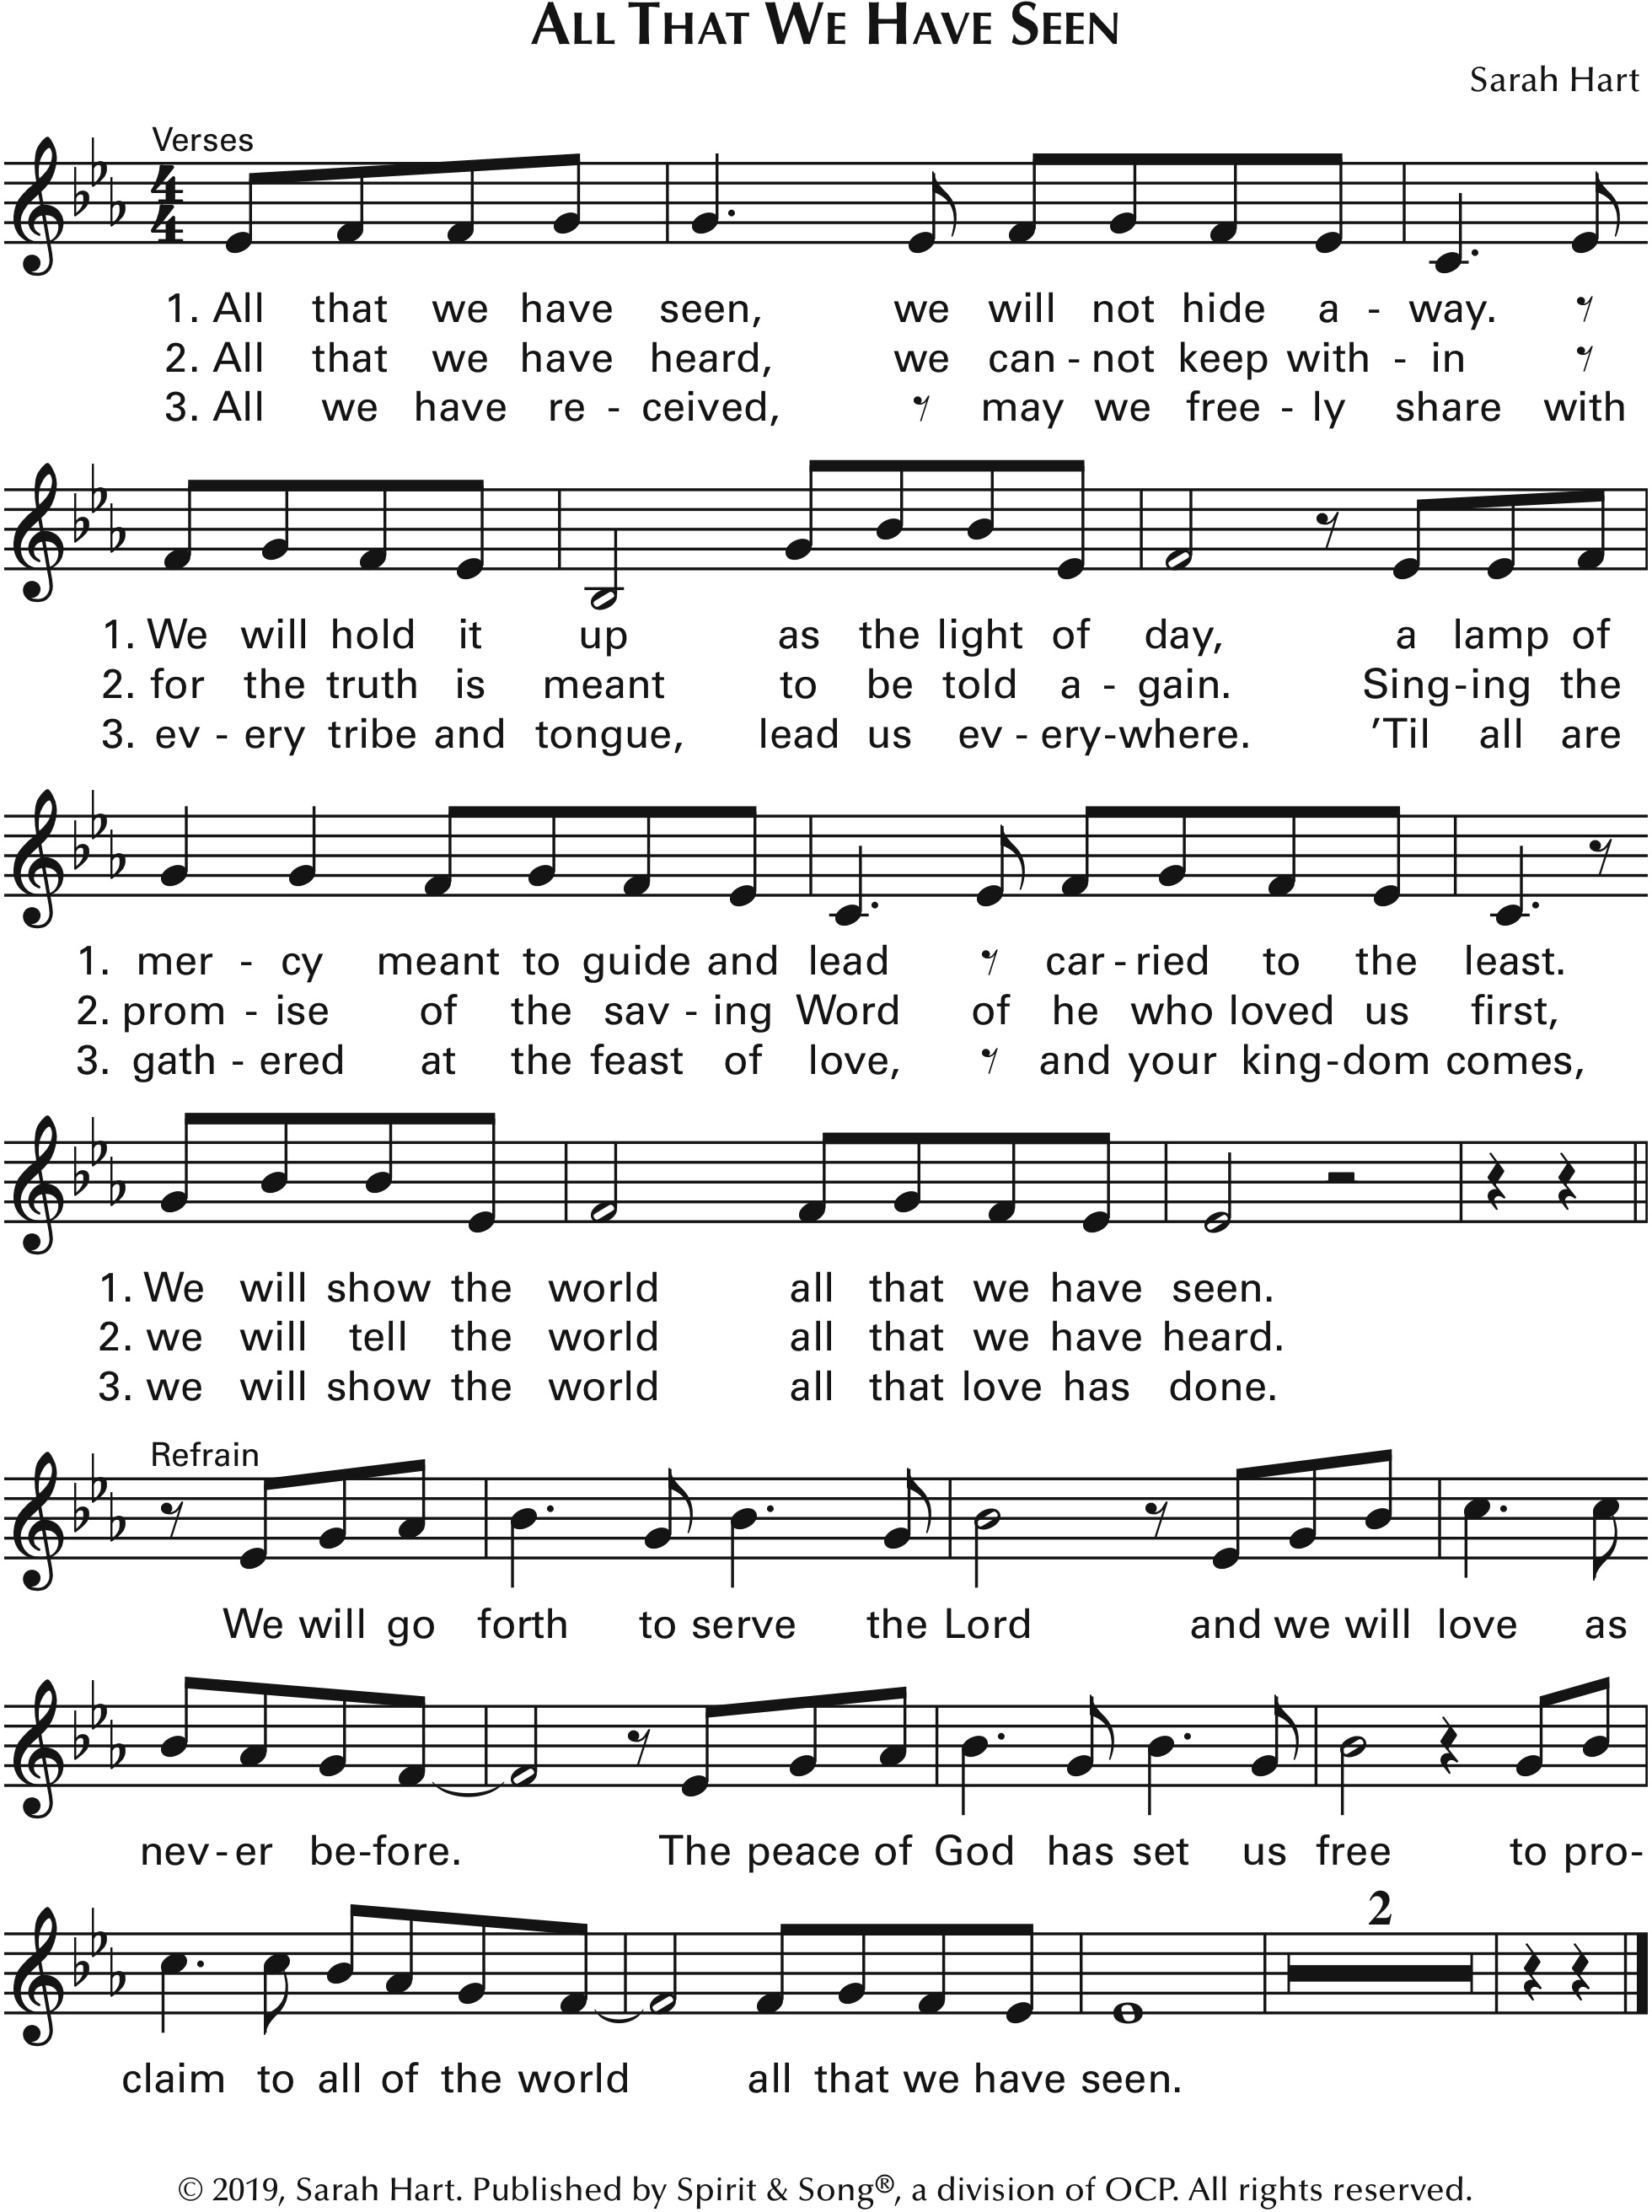 ALL THAT WE HAVE SEEN
Sarah Hart
Verses
4
4
1. All that we have seen, we will not hide a - way.
2. All that we have heard, we can - not keep with - in
3. All we have re - ceived, may we free - ly share with
1. We will hold it up as the light of day, a lamp of
2. for the truth is meant to be told a - gain. Sing-ing the
3. ev - ery tribe and tongue, lead us ev - ery-where. ’Til all are
1. mer - cy meant to guide and lead car - ried to the least.
2. prom - ise of the sav - ing Word of he who loved us first,
3. gath - ered at the feast of love, and your king-dom comes,
1. We will show the world all that we have seen.
2. we will tell the world all that we have heard.
3. we will show the world all that love has done.
Refrain
We will go forth to serve the Lord and we will love as
nev - er be-fore. The peace of God has set us free to pro-
2
claim to all of the world all that we have seen.
© 2019, Sarah Hart. Published by Spirit & Song®, a division of OCP. All rights reserved.